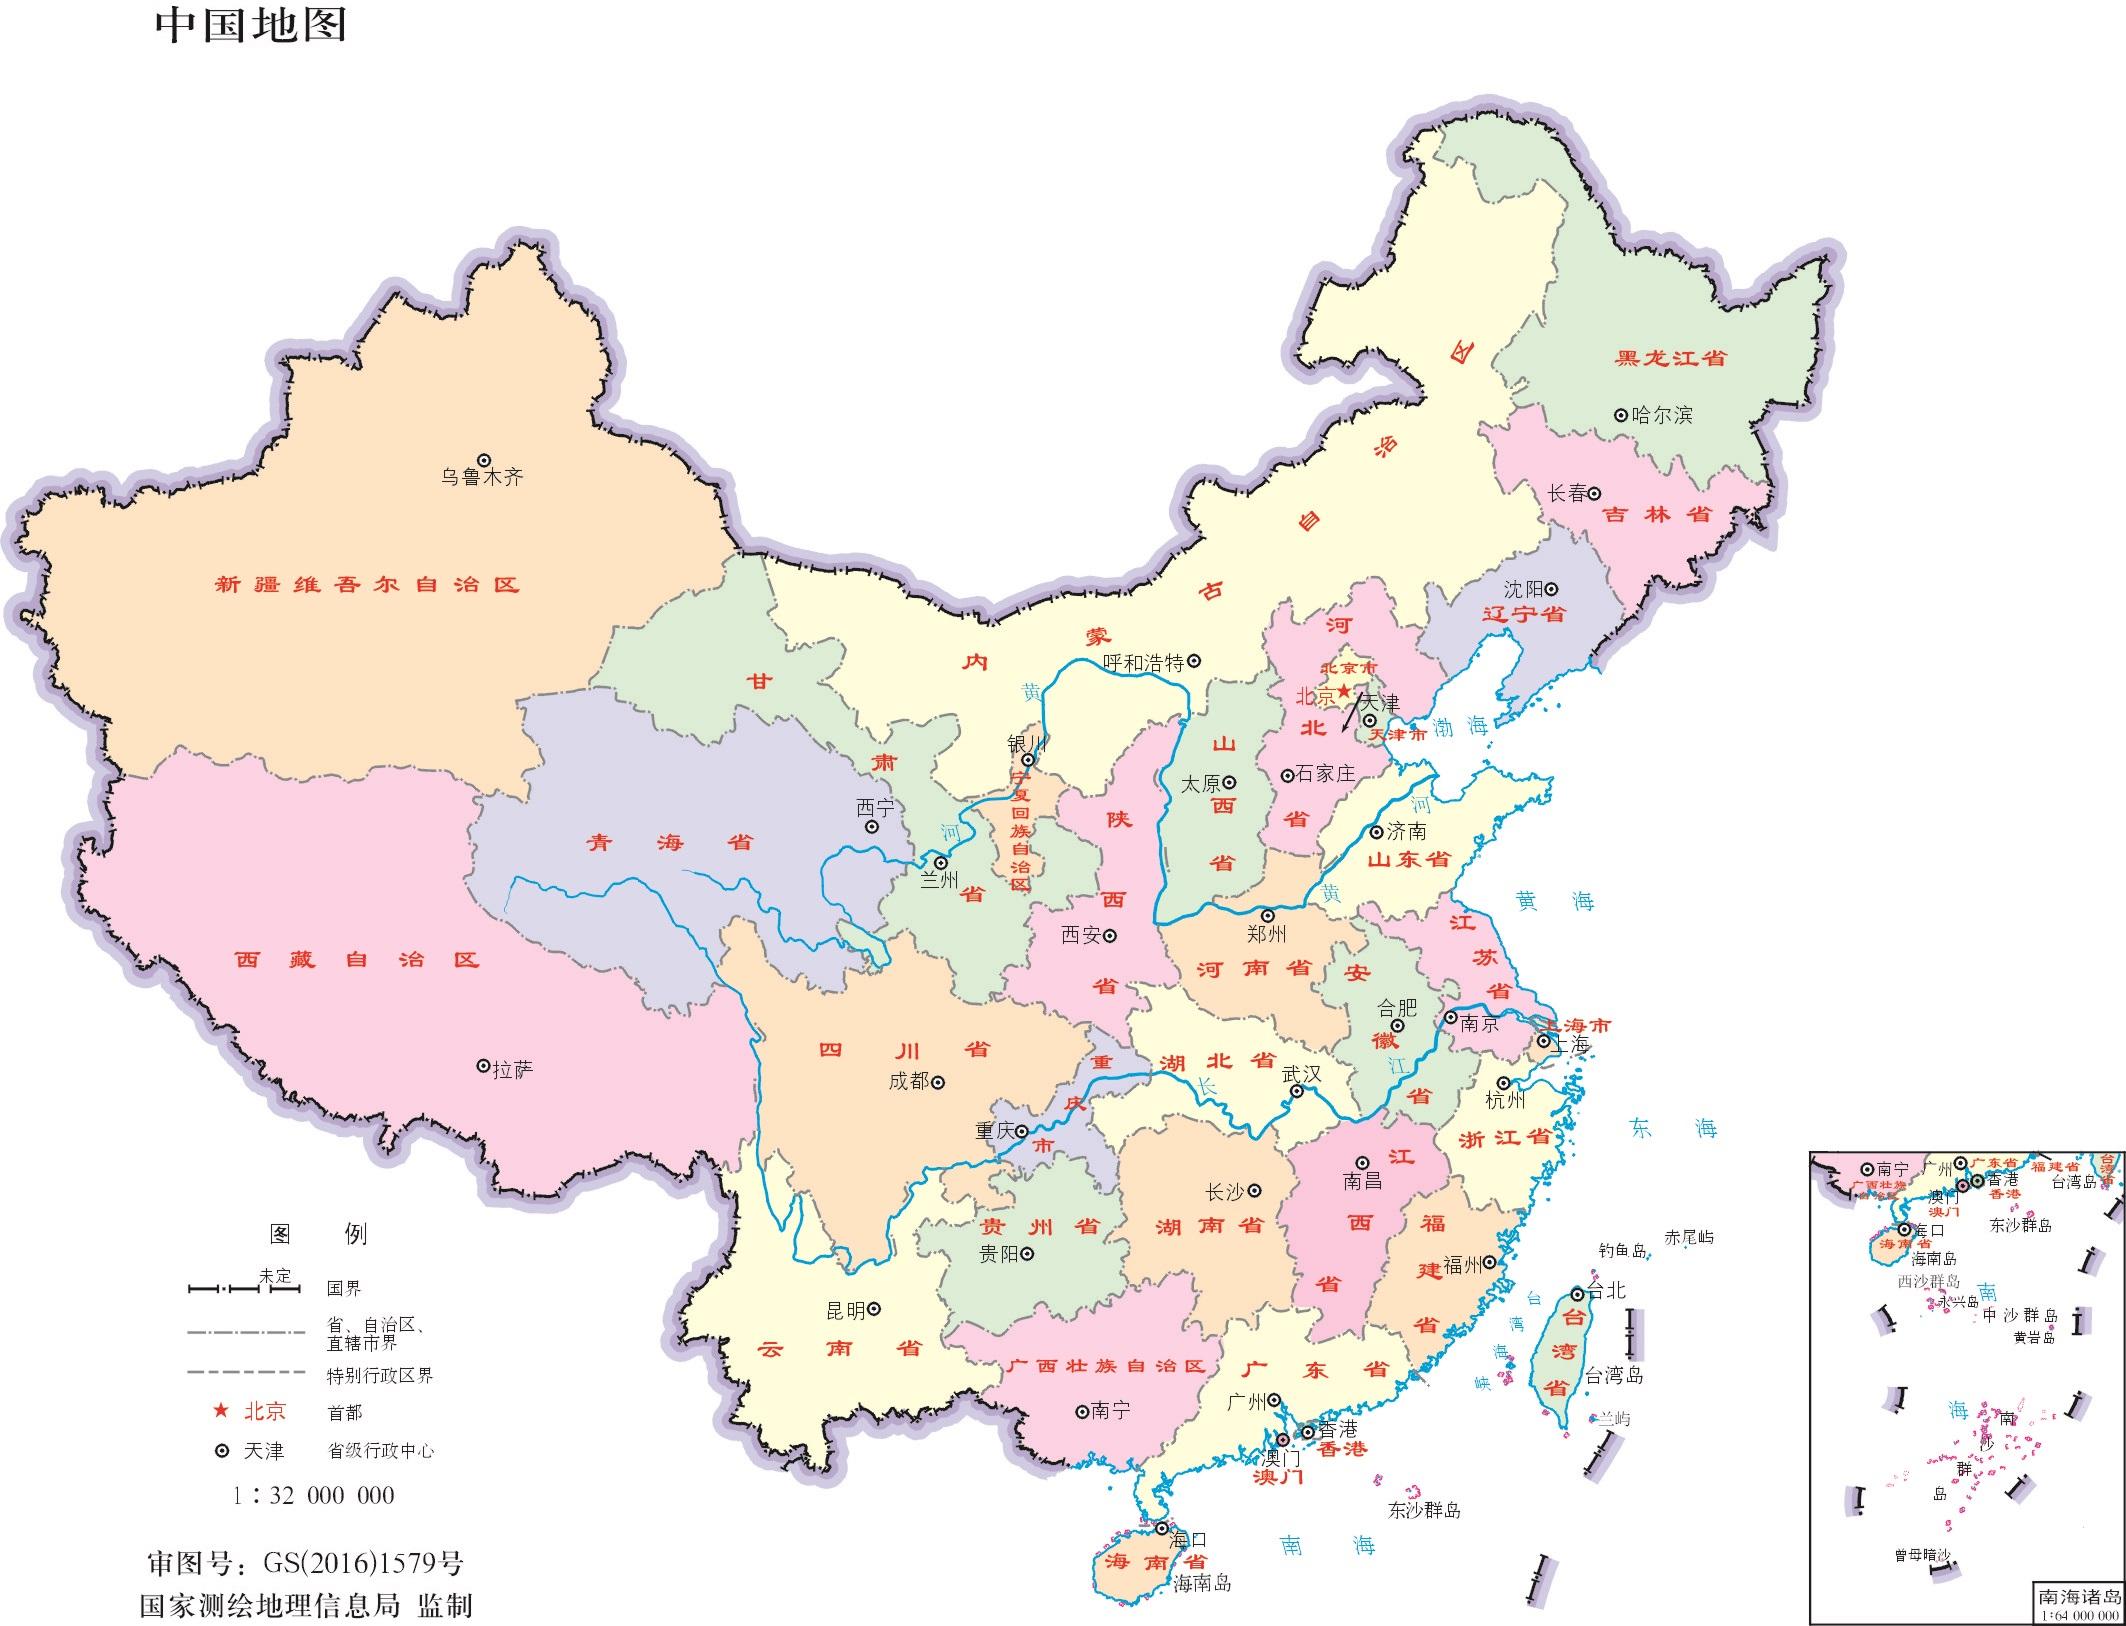 中国地图
黑龙江省
哈尔滨
吉林省
长春
辽宁省
沈阳
内蒙古自治区
呼和浩特
新疆维吾尔自治区
乌鲁木齐
甘肃省
兰州
青海省
西宁
宁夏回族自治区
银川
西藏自治区
拉萨
陕西省
西安
山西省
太原
河北省
石家庄
北京市
北京
天津
天津市
渤海
山东省
济南
黄河
黄河
黄海
河南省
郑州
江苏省
南京
安徽省
合肥
上海市
上海
浙江省
杭州
东海
湖北省
武汉
长江
重庆市
重庆
四川省
成都
贵州省
贵阳
云南省
昆明
湖南省
长沙
江西省
南昌
福建省
福州
钓鱼岛
赤尾屿
台湾海峡
台北
台湾省
台湾岛
兰屿
广西壮族自治区
南宁
广东省
广州
香港
香港
澳门
澳门
东沙群岛
南海
海口
海南省
海南岛
图例
未定
国界
省、自治区、
直辖市界
特别行政区界
北京
首都
天津
省级行政中心
1：32 000 000
审图号：GS(2016)1579号
国家测绘地理信息局 监制
南宁
广西壮族
自治区
广州
广东省
福建省
台湾省
台湾岛
香港
香港
澳门
澳门
东沙群岛
海口
海南省
海南岛
西沙群岛
永兴岛
中沙群岛
黄岩岛
南海
南沙群岛
曾母暗沙
南海诸岛
1：64 000 000